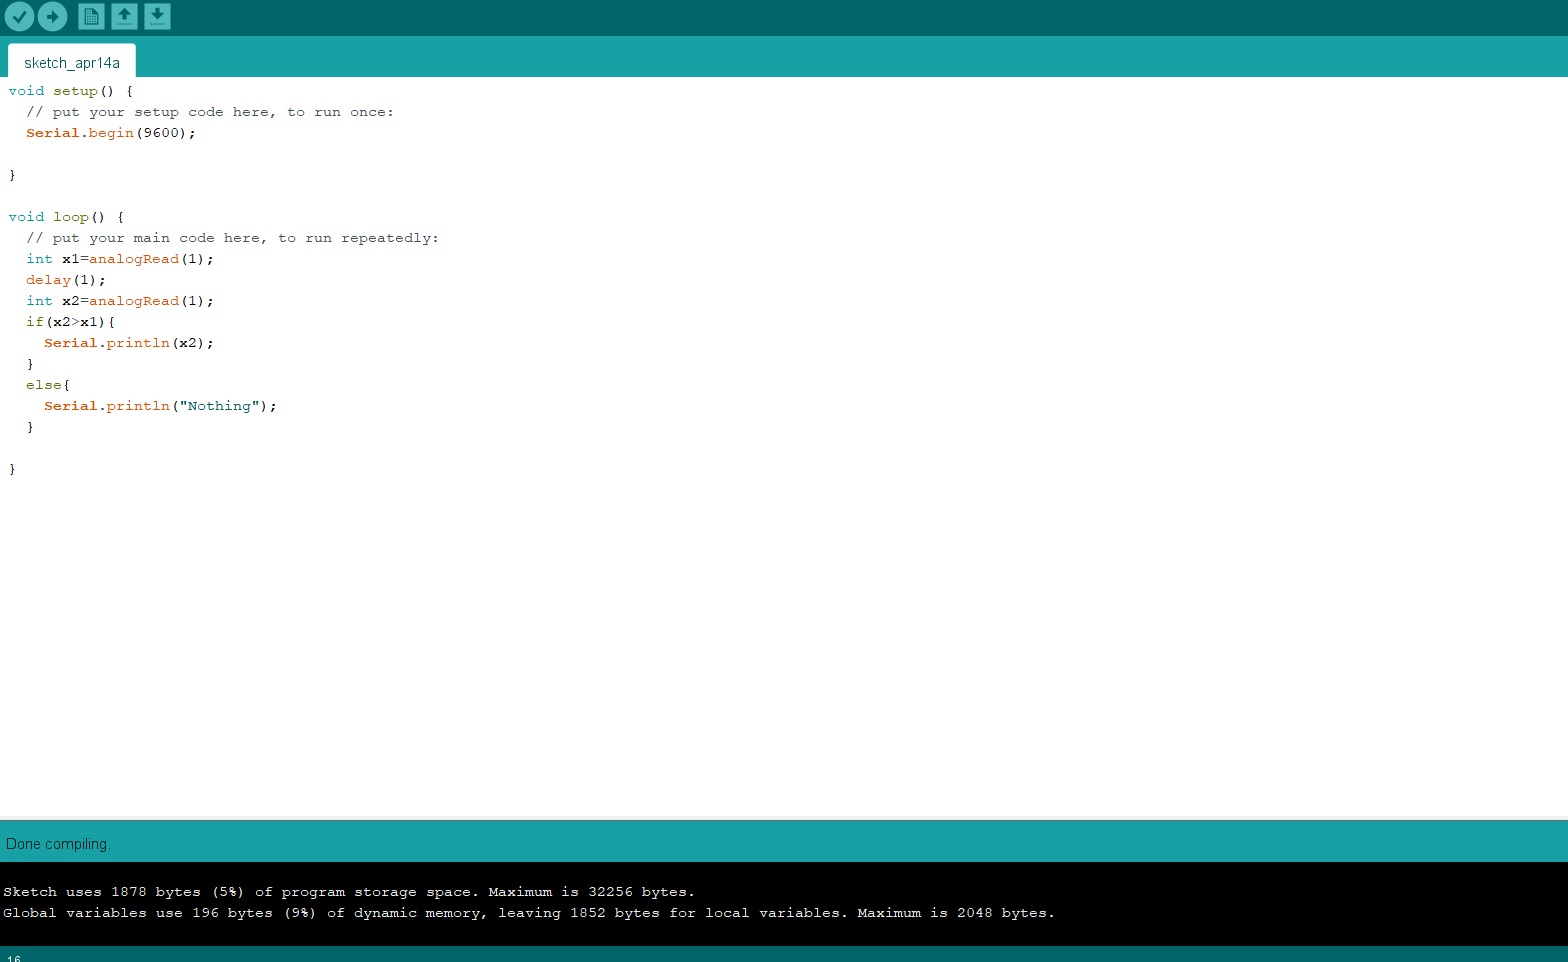 sketch_apr14a
void setup() {
  // put your setup code here, to run once:
  Serial.begin(9600);
}
void loop() {
  // put your main code here, to run repeatedly:
  int x1=analogRead(1);
  delay(1);
  int x2=analogRead(1);
  if(x2>x1){
    Serial.println(x2);
  }
  else{
    Serial.println("Nothing");
  }
}
Done compiling.
Sketch uses 1878 bytes (5%) of program storage space. Maximum is 32256 bytes.
Global variables use 196 bytes (9%) of dynamic memory, leaving 1852 bytes for local variables. Maximum is 2048 bytes.
16